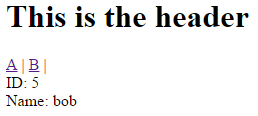 This is the header
A | B |
ID: 5
Name: bob